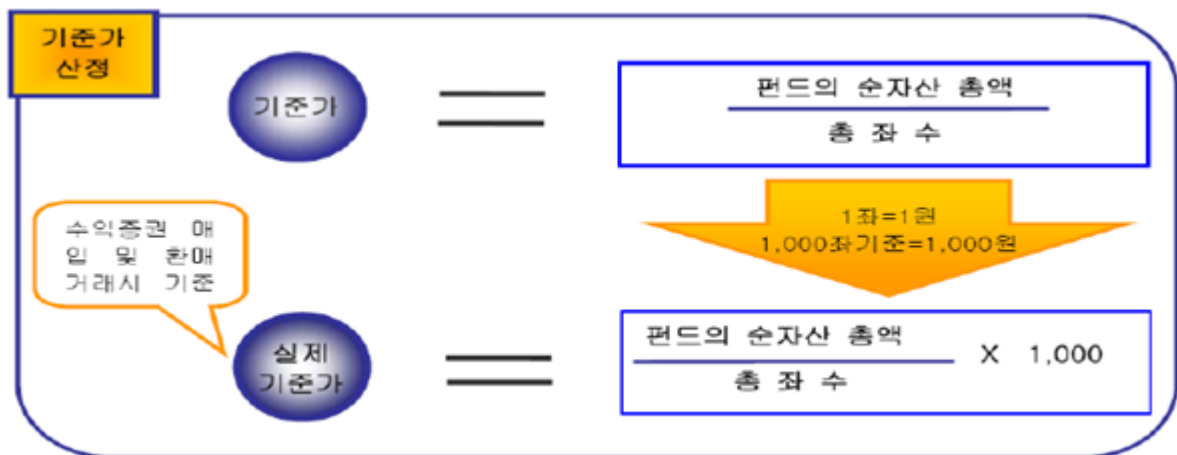 기준가
산정
기준가
펀드의 순자산 총액
총 좌 수
수익증권 매
입 및 환매
거래시 기준
1좌=1원
1,000좌기준=1,000원
실제
기준가
펀드의 순자산 총액
총 좌 수
X 1,000